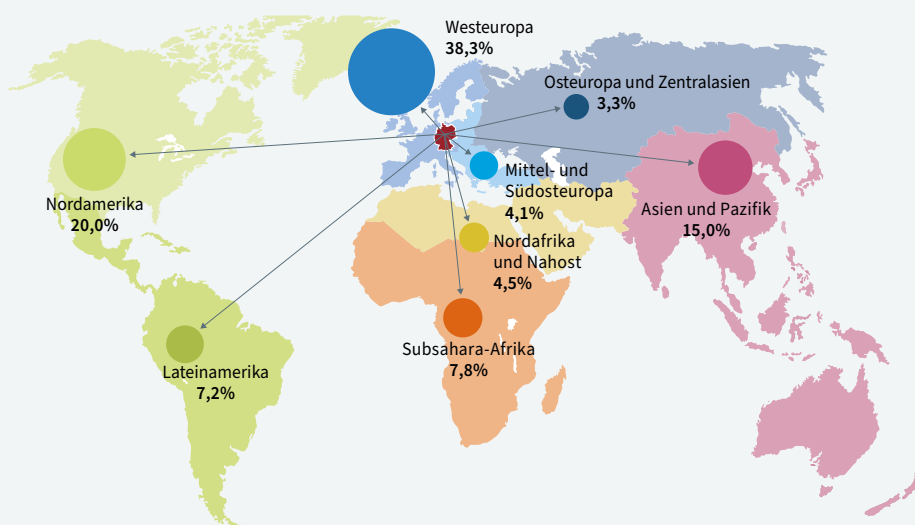 Westeuropa
38,3%
Osteuropa und Zentralasien
3,3%
Mittel- und
Südosteuropa
4,1%
Nordamerika
20,0%
Asien und Pazifik
15,0%
Nordafrika
und Nahost
4,5%
Subsahara-Afrika
7,8%
Lateinamerika
7,2%